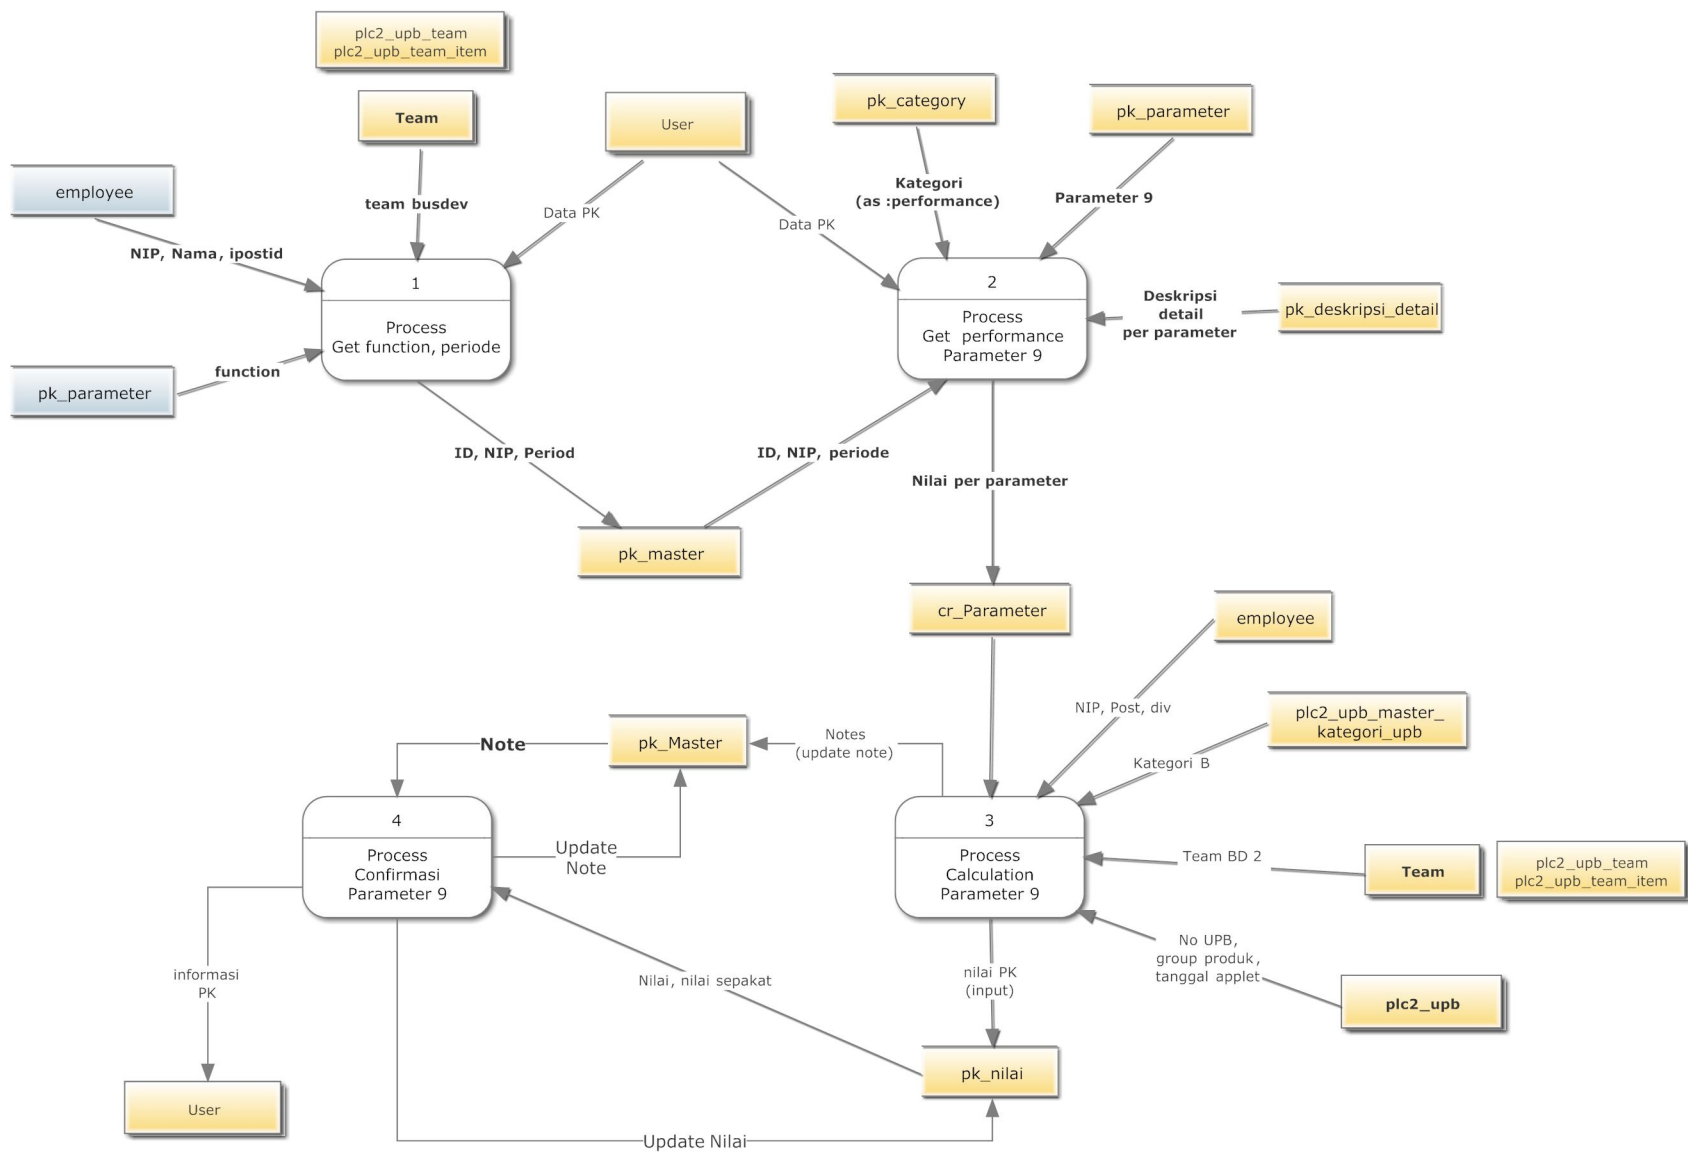 plc2_upb_team
plc2_upb_team_item
Team
User
pk_category
pk_parameter
employee
team busdev
Data PK
Data PK
Kategori
(as :performance)
Parameter 9
NIP, Nama, ipostid
1
Process
Get function, periode
2
Process
Get performance
Parameter 9
Deskripsi
detail
per parameter
pk_deskripsi_detail
function
pk_parameter
ID, NIP, Period
ID, NIP, periode
Nilai per parameter
pk_master
cr_Parameter
employee
NIP, Post, div
plc2_upb_master_
kategori_upb
Kategori B
Note
pk_Master
Notes
(update note)
4
Process
Confirmasi
Parameter 9
Update
Note
3
Process
Calculation
Parameter 9
Team BD 2
Team
plc2_upb_team
plc2_upb_team_item
No UPB,
group produk,
tanggal applet
plc2_upb
informasi
PK
Nilai, nilai sepakat
nilai PK
(input)
pk_nilai
User
Update Nilai